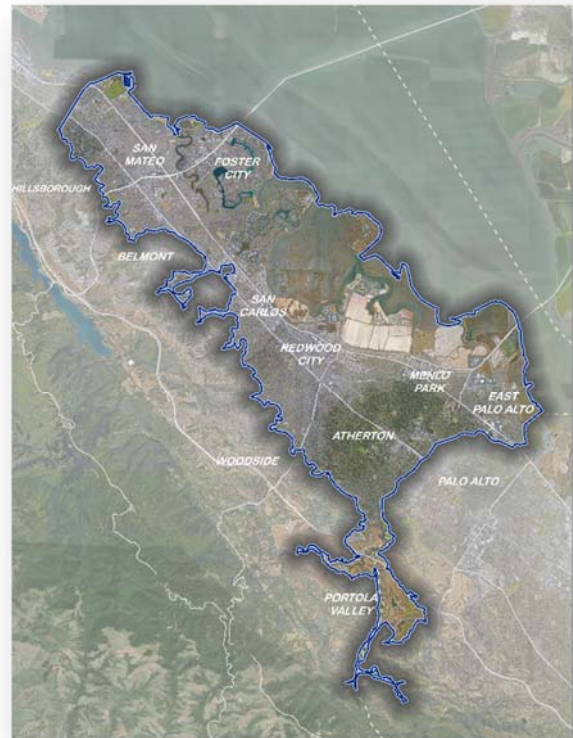 SAN
MATEO
FOSTER
CITY
HILLSBOROUGH
BELMONT
SAN
CARLOS
REDWOOD
CITY
MENLO
PARK
EAST
PALO ALTO
ATHERTON
WOODSIDE
PALO ALTO
PORTOLA
VALLEY